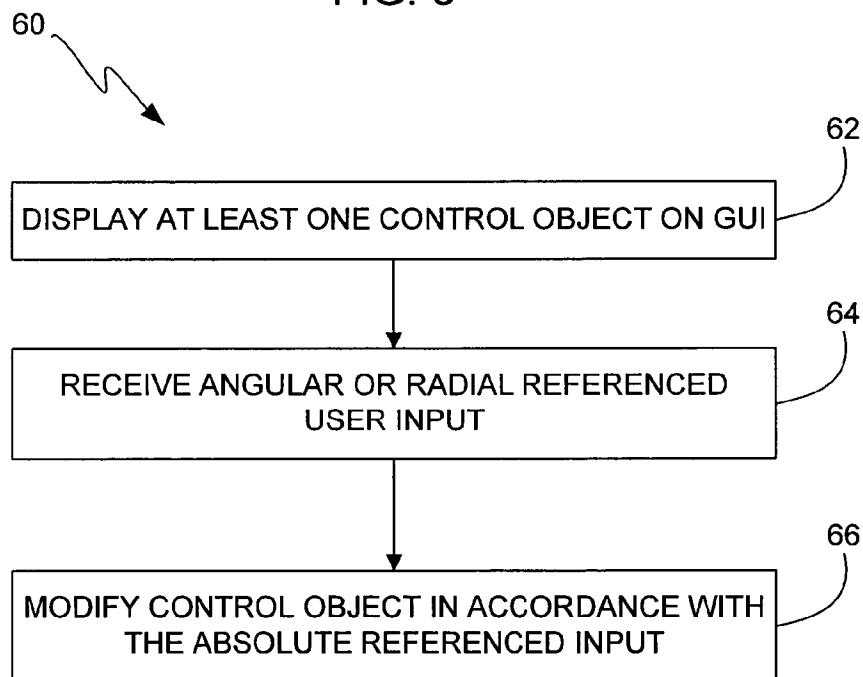 60
62
DISPLAY AT LEAST ONE CONTROL OBJECT ON GUI
64
RECEIVE ANGULAR OR RADIAL REFERENCED
USER INPUT
66
MODIFY CONTROL OBJECT IN ACCORDANCE WITH
THE ABSOLUTE REFERENCED INPUT